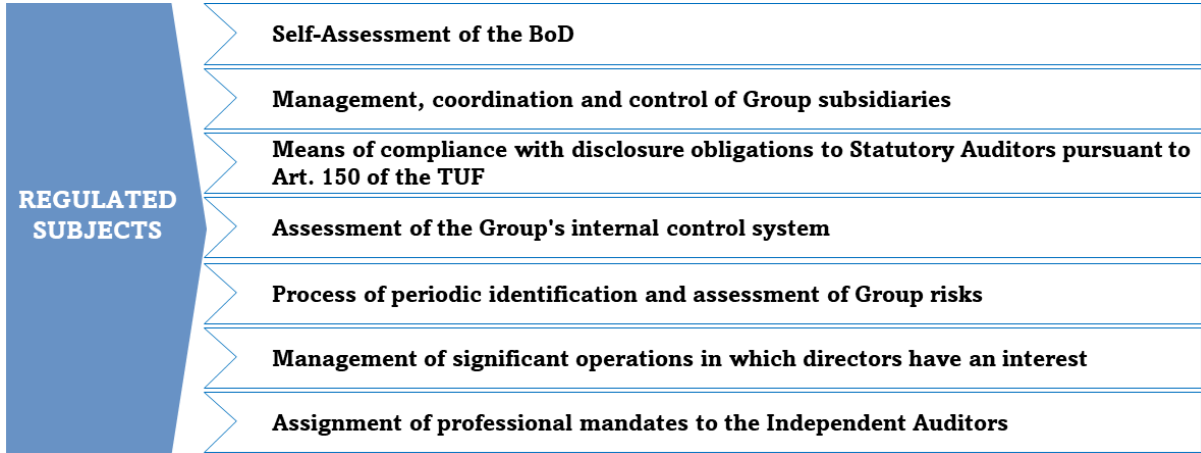 REGULATED
SUBJECTS
Self-Assessment of the BoD
Management, coordination and control of Group subsidiaries
Means of compliance with disclosure obligations to Statutory Auditors pursuant to
Art. 150 of the TUF
Assessment of the Group's internal control system
Process of periodic identification and assessment of Group risks
Management of significant operations in which directors have an interest
Assignment of professional mandates to the Independent Auditors